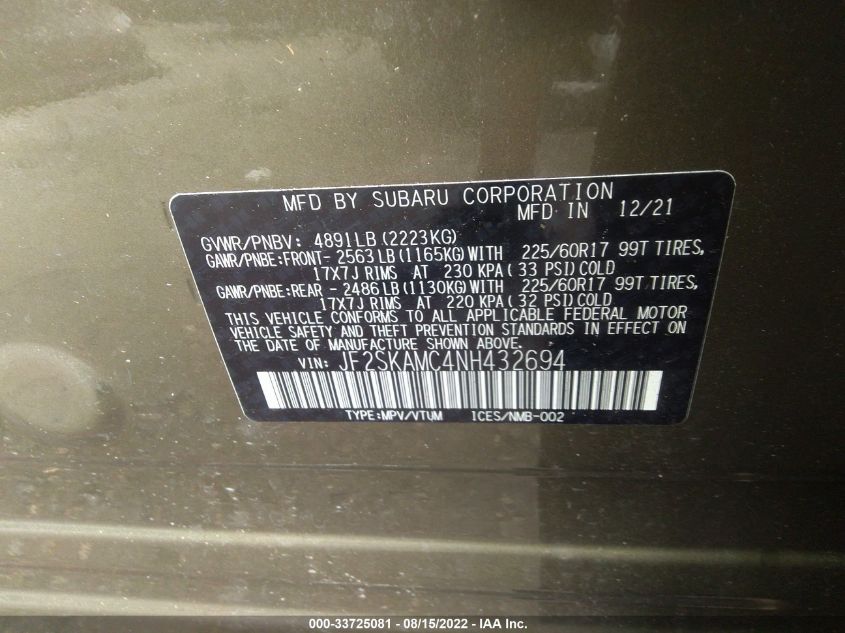 MFD BY SUBARU CORPORATION
MFD IN 12/21
GVWR/PNBV: 4891LB (2223KG)
GAWR/PNBE:FRONT- 2563LB (1165KG)WITH 225/60R17 99T TIRES,
17X7J RIMS AT 230 KPA( 33 PSI)COLD
GAWR/PNBE:REAR - 2486LB (1130KG)WITH 225/60R17 99T TIRES,
17X7J RIMS AT 220 KPA( 32 PSI)COLD
THIS VEHICLE CONFORMS TO ALL APPLICABLE FEDERAL MOTOR
VEHICLE SAFETY AND THEFT PREVENTION STANDARDS IN EFFECT ON
THE DATE OF MANUFACTURE SHOWN ABOVE.
VIN: JF2SKAMC4NH432694
TYPE:MPV/VTUM ICES/NMB-002
000-33725081 - 08/15/2022 - IAA Inc.